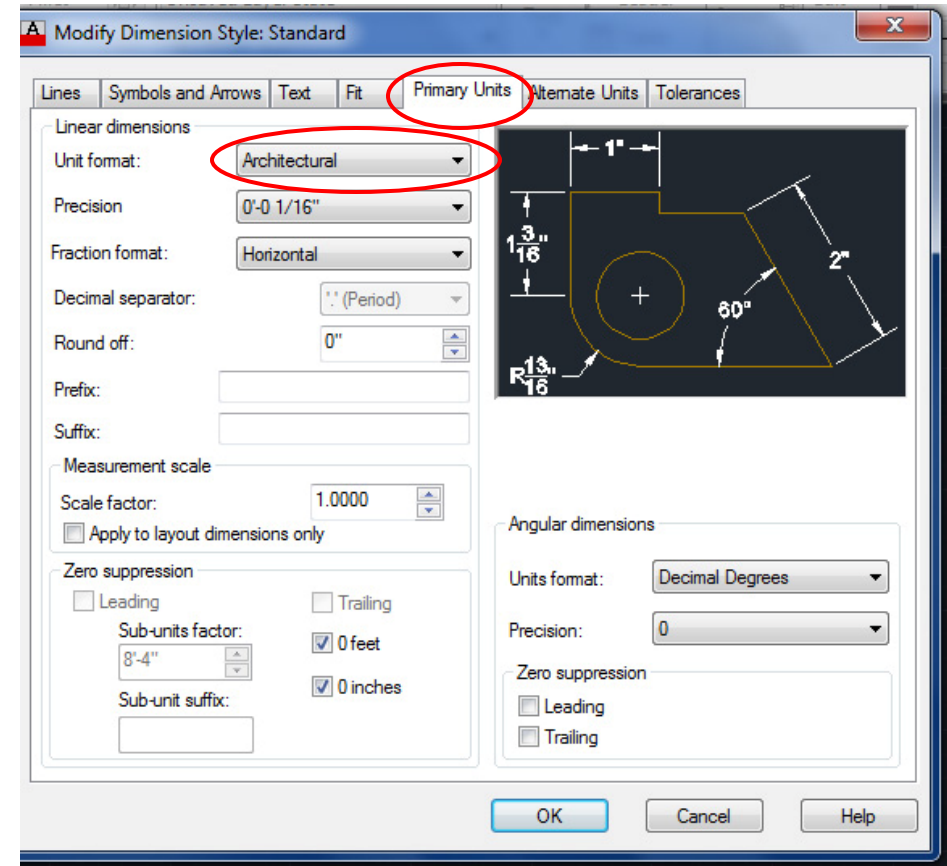 A Modify Dimension Style: Standard
X
Lines Symbols and Arrows Text Fit Primary Units Alternate Units Tolerances
Linear dimensions
Unit format: Architectural
Precision 0'-0 1/16"
Fraction format: Horizontal
Decimal separator: '.' (Period)
Round off: 0"
Prefix:
Suffix:
Measurement scale
Scale factor: 1.0000
Apply to layout dimensions only
Zero suppression
Leading
Trailing
Sub-units factor:
8'-4"
0 feet
Sub-unit suffix:
0 inches
1"
1 3/16"
2"
60°
R13/16"
Angular dimensions
Units format: Decimal Degrees
Precision: 0
Zero suppression
Leading
Trailing
OK Cancel Help